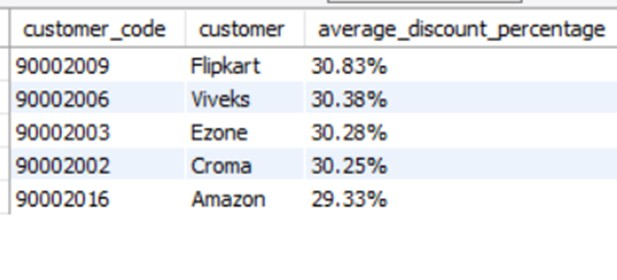 customer_code customer average_discount_percentage
90002009 Flipkart 30.83%
90002006 Viveks 30.38%
90002003 Ezone 30.28%
90002002 Croma 30.25%
90002016 Amazon 29.33%